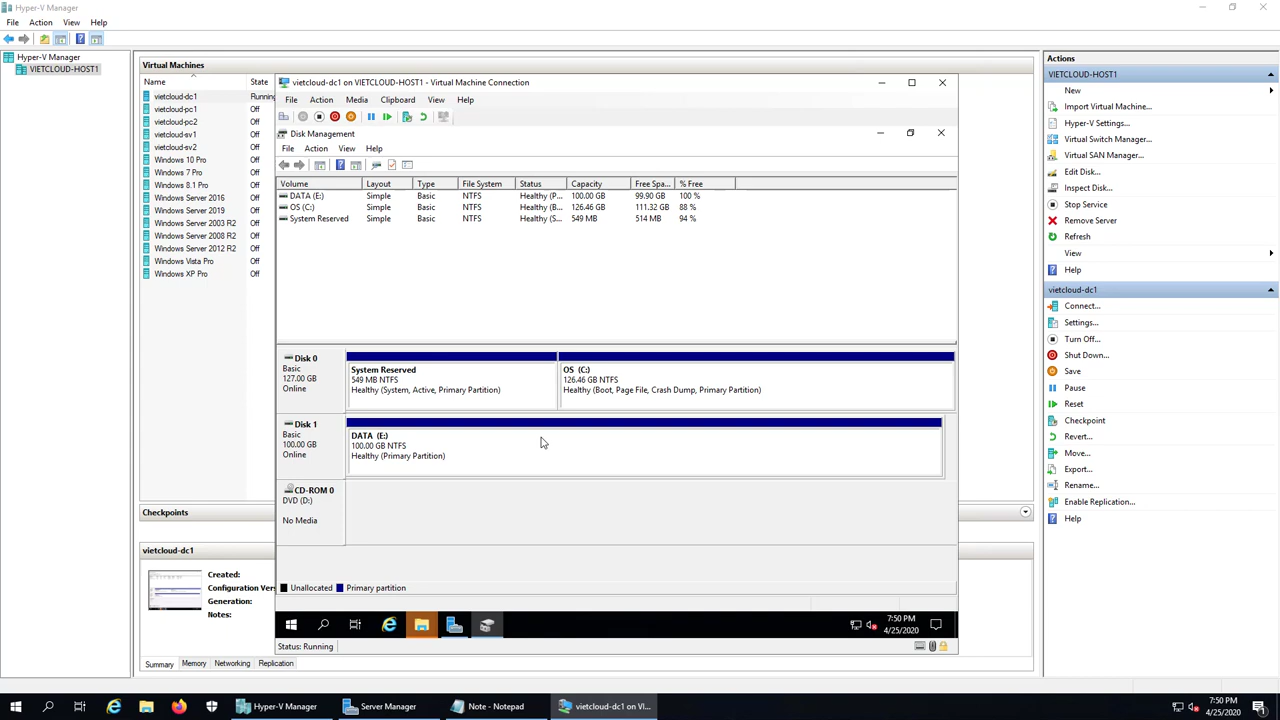 Hyper-V Manager
File Action View Help
Hyper-V Manager
VIETCLOUD-HOST1
Virtual Machines
Name State
vietcloud-dc1 Running
vietcloud-pc1 Off
vietcloud-pc2 Off
vietcloud-sv1 Off
vietcloud-sv2 Off
Windows 10 Pro Off
Windows 7 Pro Off
Windows 8.1 Pro Off
Windows Server 2016 Off
Windows Server 2019 Off
Windows Server 2003 R2 Off
Windows Server 2008 R2 Off
Windows Server 2012 R2 Off
Windows Vista Pro Off
Windows XP Pro Off
Checkpoints
vietcloud-dc1
Created:
Configuration Vers
Generation:
Notes:
Summary Memory Networking Replication
vietcloud-dc1 on VIETCLOUD-HOST1 - Virtual Machine Connection
File Action Media Clipboard View Help
Disk Management
File Action View Help
Volume Layout Type File System Status Capacity Free Spa... % Free
DATA (E:) Simple Basic NTFS Healthy (P... 100.00 GB 99.90 GB 100 %
OS (C:) Simple Basic NTFS Healthy (B... 126.46 GB 111.32 GB 88 %
System Reserved Simple Basic NTFS Healthy (S... 549 MB 514 MB 94 %
Disk 0
Basic
127.00 GB
Online
System Reserved
549 MB NTFS
Healthy (System, Active, Primary Partition)
OS (C:)
126.46 GB NTFS
Healthy (Boot, Page File, Crash Dump, Primary Partition)
Disk 1
Basic
100.00 GB
Online
DATA (E:)
100.00 GB NTFS
Healthy (Primary Partition)
CD-ROM 0
DVD (D:)
No Media
Unallocated Primary partition
7:50 PM
4/25/2020
Status: Running
Actions
VIETCLOUD-HOST1
New
Import Virtual Machine...
Hyper-V Settings...
Virtual Switch Manager...
Virtual SAN Manager...
Edit Disk...
Inspect Disk...
Stop Service
Remove Server
Refresh
View
Help
vietcloud-dc1
Connect...
Settings...
Turn Off...
Shut Down...
Save
Pause
Reset
Checkpoint
Revert...
Move...
Export...
Rename...
Enable Replication...
Help
Hyper-V Manager Server Manager Note - Notepad vietcloud-dc1 on VI...
7:50 PM
4/25/2020
1